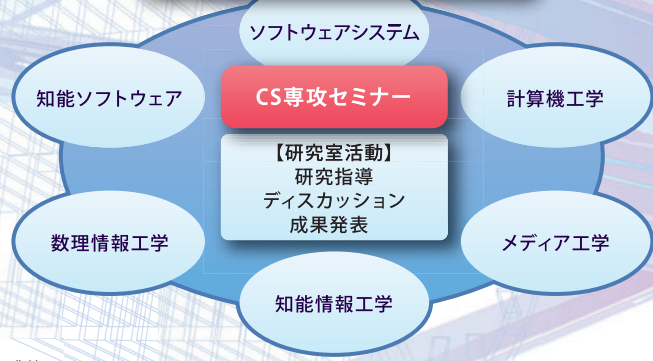 ソフトウェアシステム
知能ソフトウェア
CS専攻セミナー
計算機工学
【研究室活動】
研究指導
ディスカッション
成果発表
数理情報工学
メディア工学
知能情報工学